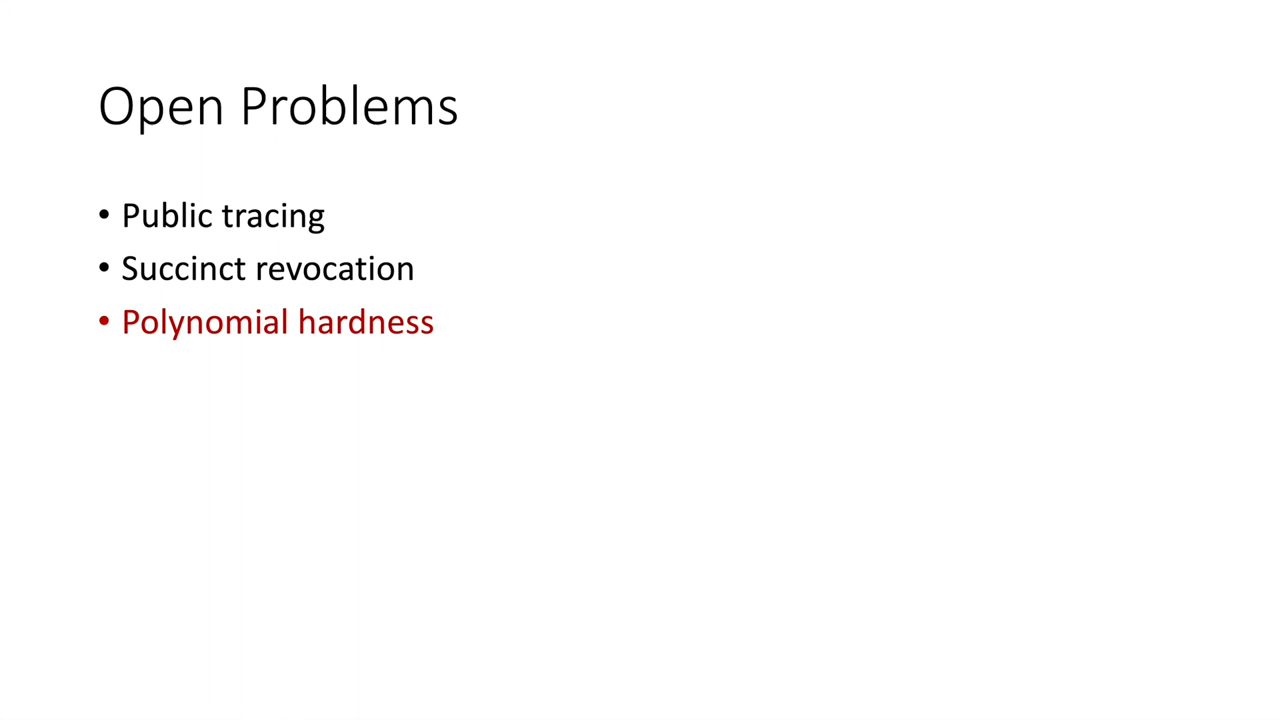 Open Problems
• Public tracing
• Succinct revocation
• Polynomial hardness